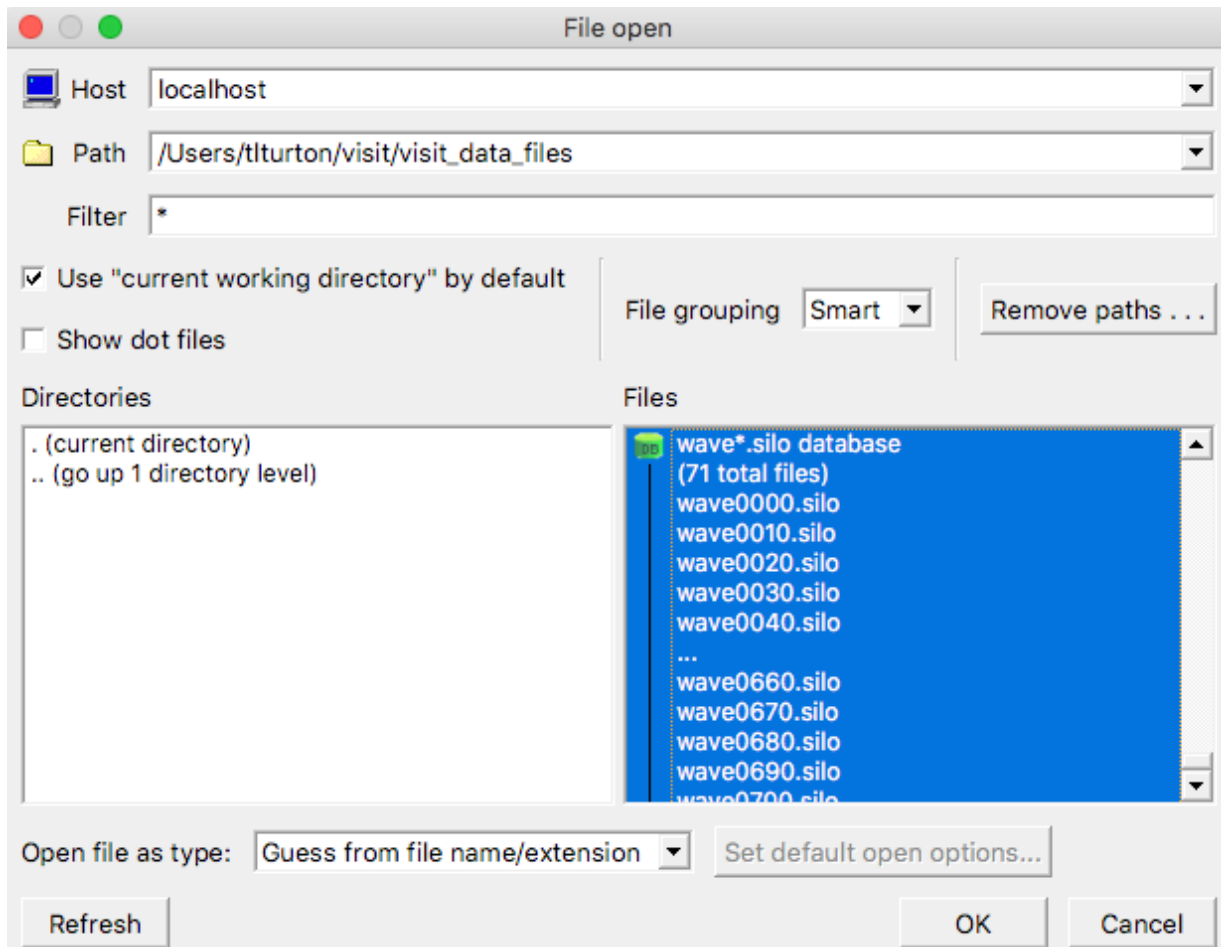 File open
Host localhost
Path /Users/tlturton/visit/visit_data_files
Filter *
Use "current working directory" by default
Show dot files
File grouping Smart
Remove paths . . .
Directories
. (current directory)
.. (go up 1 directory level)
Files
DB
wave*.silo database
(71 total files)
wave0000.silo
wave0010.silo
wave0020.silo
wave0030.silo
wave0040.silo
...
wave0660.silo
wave0670.silo
wave0680.silo
wave0690.silo
wave0700.silo
Open file as type: Guess from file name/extension
Set default open options...
Refresh
OK
Cancel